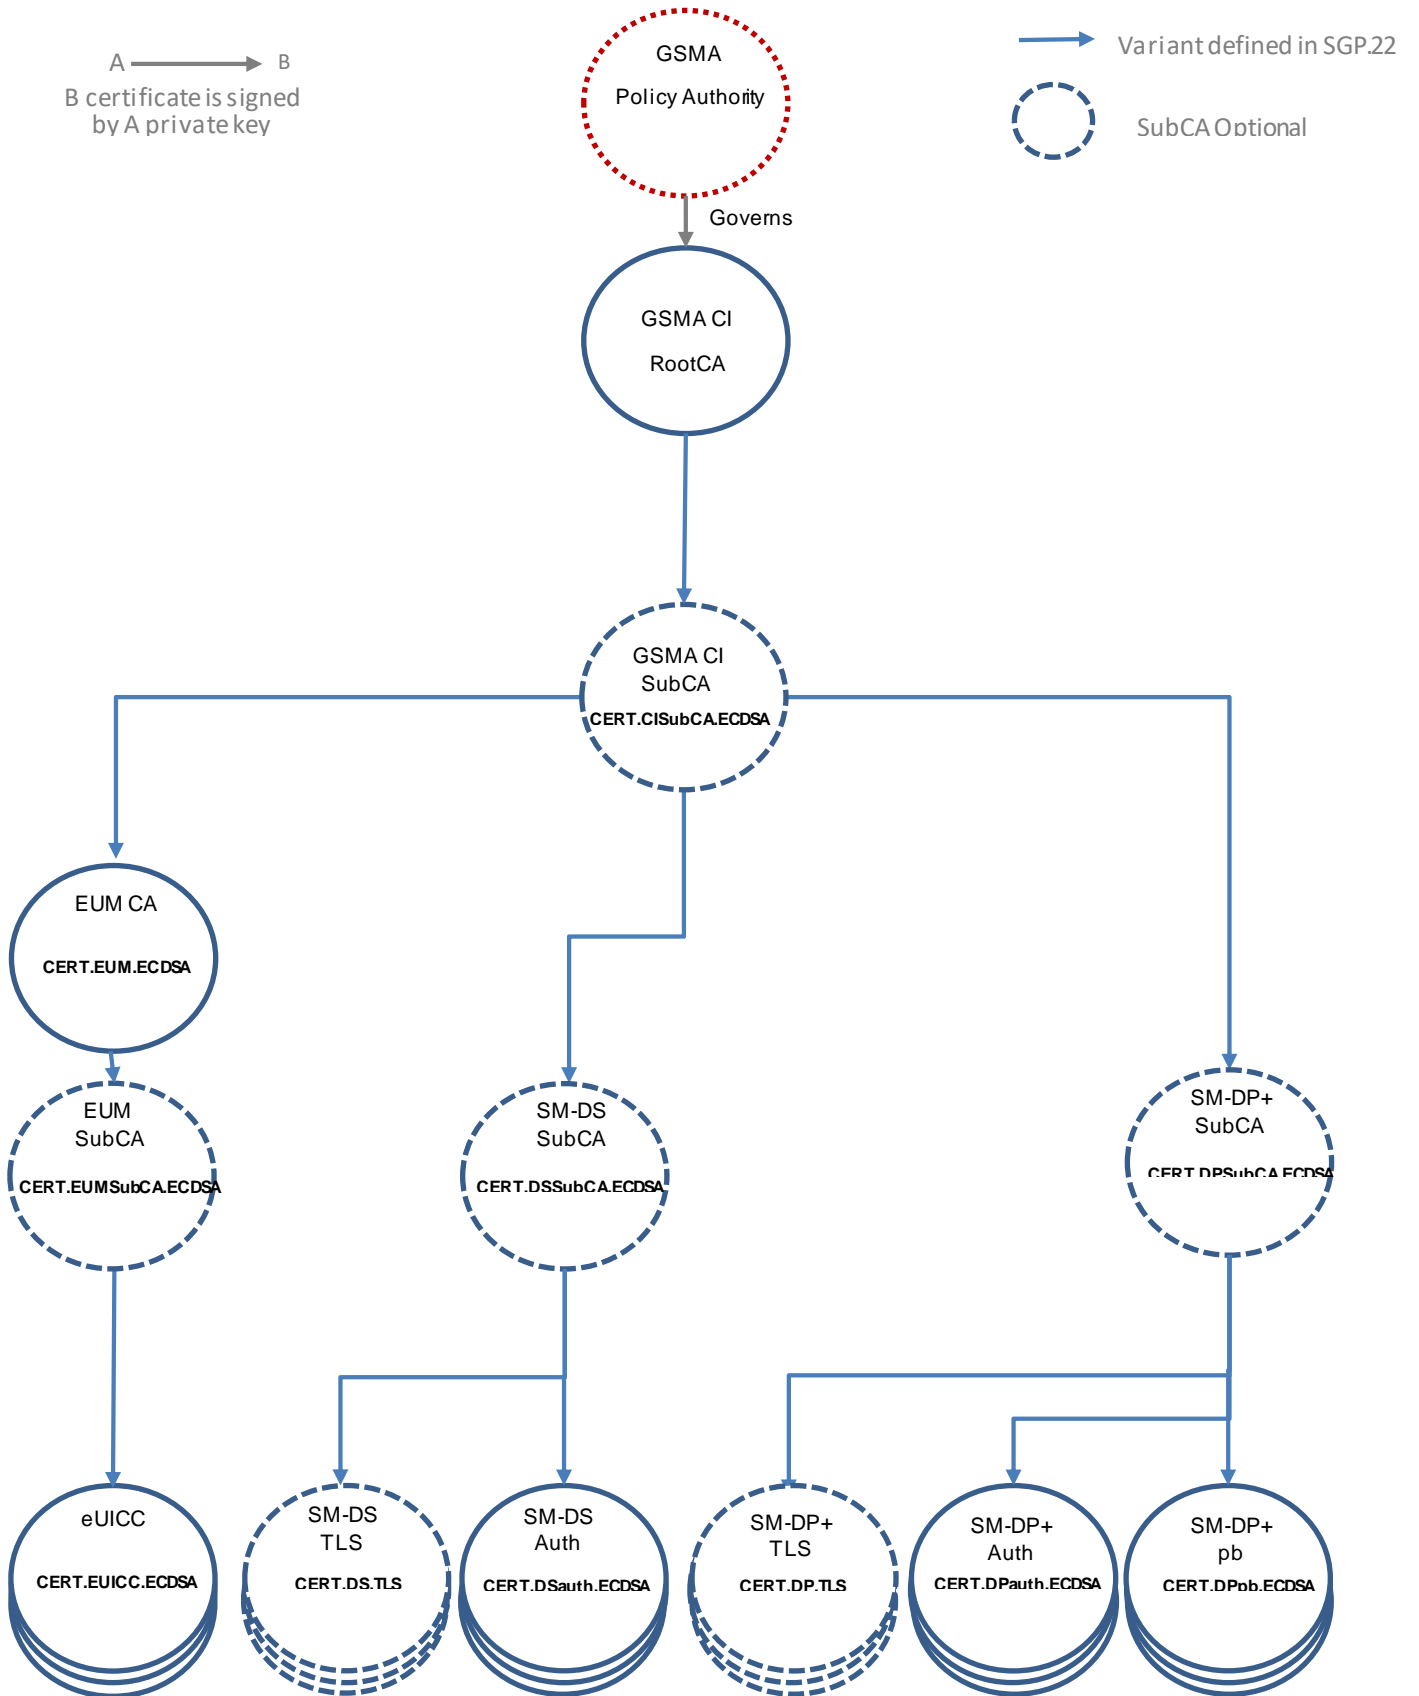 A
B
B certificate is signed
by A private key
GSMA
Policy Authority
Variant defined in SGP.22
SubCA Optional
Governs
GSMA CI
RootCA
GSMA CI
SubCA
CERT.CISubCA.ECDSA
EUM CA
CERT.EUM.ECDSA
EUM
SubCA
CERT.EUMSubCA.ECDSA
SM-DS
SubCA
CERT.DSSubCA.ECDSA
SM-DP+
SubCA
CERT.DPSubCA.ECDSA
eUICC
CERT.EUICC.ECDSA
SM-DS
TLS
CERT.DS.TLS
SM-DS
Auth
CERT.DSauth.ECDSA
SM-DP+
TLS
CERT.DP.TLS
SM-DP+
Auth
CERT.DPauth.ECDSA
SM-DP+
pb
CERT.DPpb.ECDSA